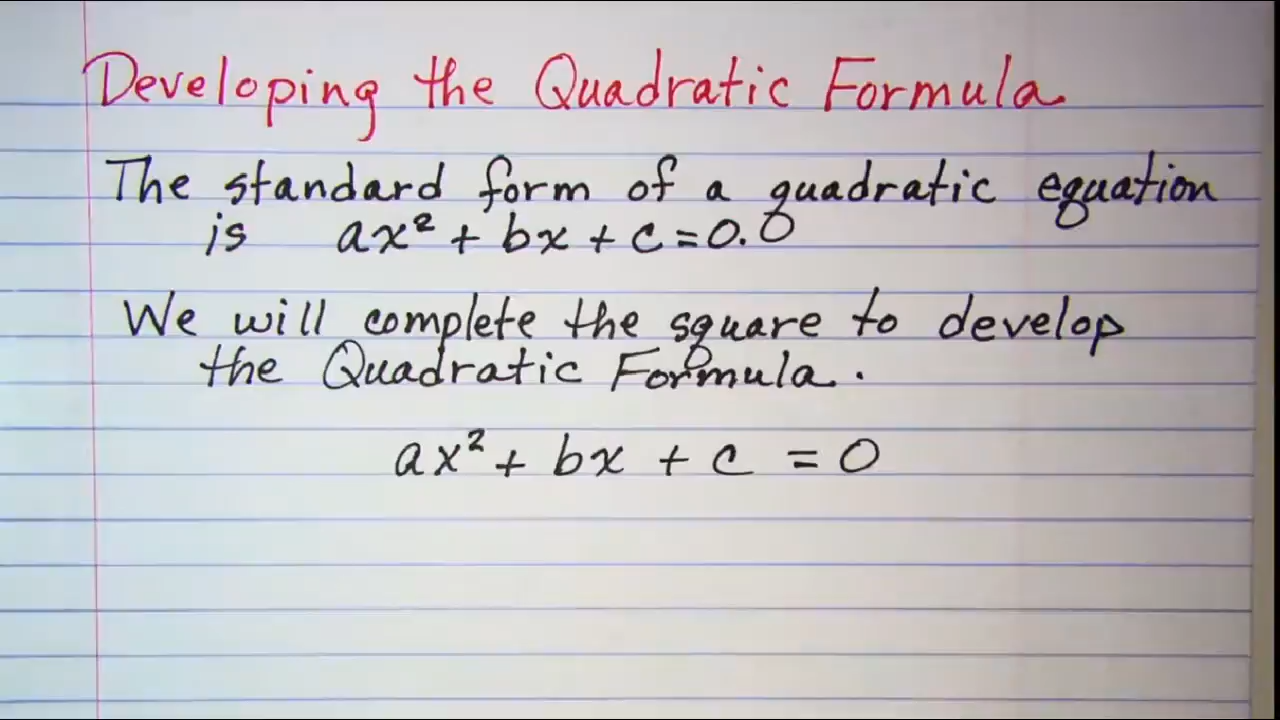 Developing the Quadratic Formula
The standard form of a quadratic equation
is ax² + bx + c = 0.
We will complete the square to develop
the Quadratic Formula.
ax² + bx + c = 0